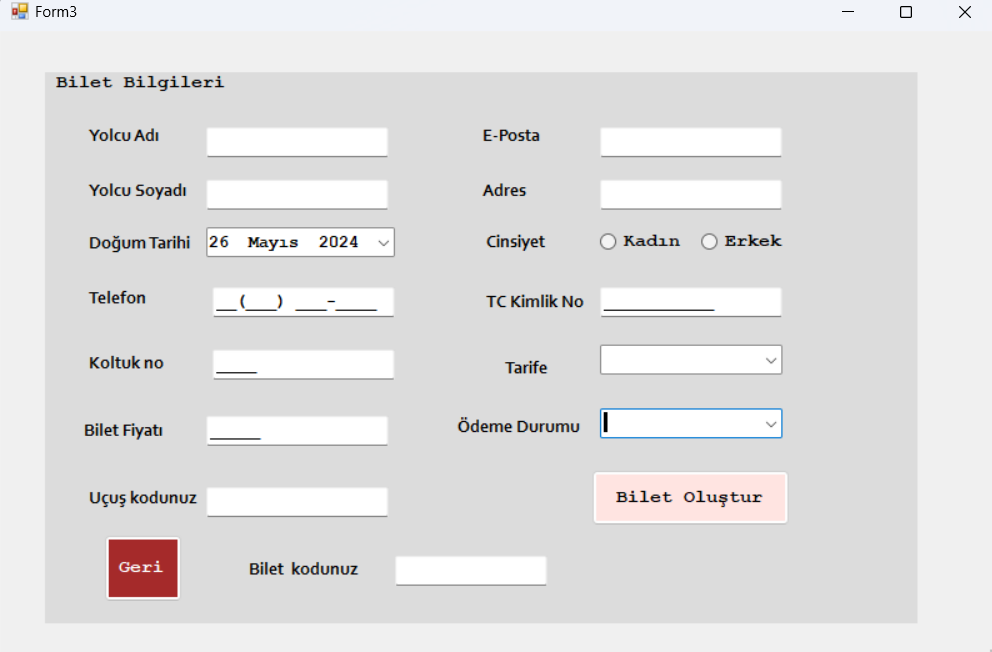 Form3
Bilet Bilgileri
Yolcu Adı
E-Posta
Yolcu Soyadı
Adres
Doğum Tarihi 26 Mayıs 2024
Cinsiyet Kadın Erkek
Telefon __(___) ___-____
TC Kimlik No ___________
Koltuk no ____
Tarife
Bilet Fiyatı _____
Ödeme Durumu
Uçuş kodunuz
Bilet Oluştur
Geri
Bilet kodunuz